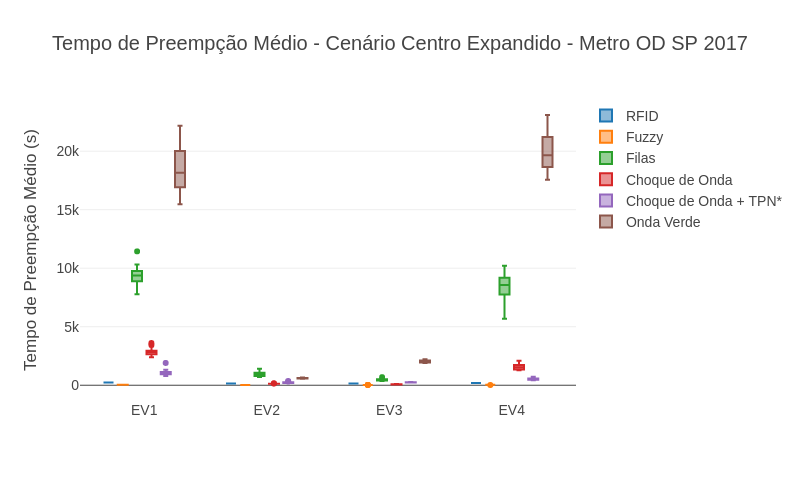 Tempo de Preempção Médio - Cenário Centro Expandido - Metro OD SP 2017
Tempo de Preempção Médio (s)
20k
15k
10k
5k
0
EV1
EV2
EV3
EV4
RFID
Fuzzy
Filas
Choque de Onda
Choque de Onda + TPN*
Onda Verde